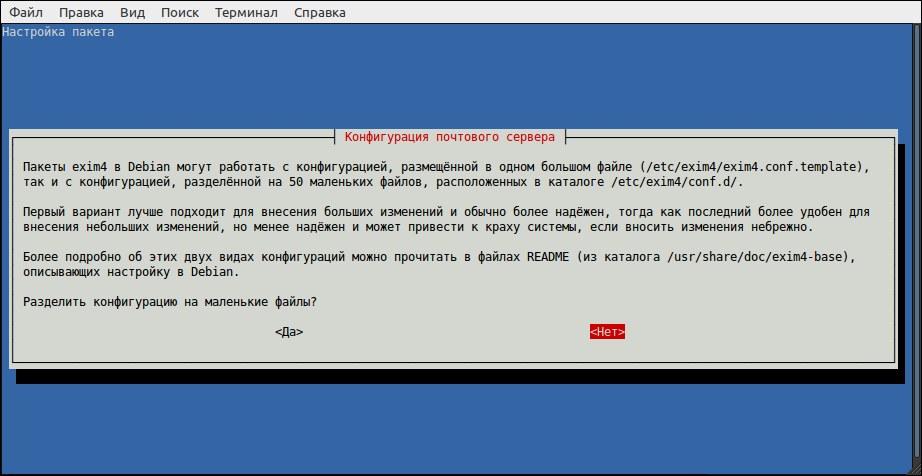 Файл Правка Вид Поиск Терминал Справка
Настройка пакета
Конфигурация почтового сервера
Пакеты exim4 в Debian могут работать с конфигурацией, размещённой в одном большом файле (/etc/exim4/exim4.conf.template),
так и с конфигурацией, разделённой на 50 маленьких файлов, расположенных в каталоге /etc/exim4/conf.d/.
Первый вариант лучше подходит для внесения больших изменений и обычно более надёжен, тогда как последний более удобен для
внесения небольших изменений, но менее надёжен и может привести к краху системы, если вносить изменения небрежно.
Более подробно об этих двух видах конфигураций можно прочитать в файлах README (из каталога /usr/share/doc/exim4-base),
описывающих настройку в Debian.
Разделить конфигурацию на маленькие файлы?
<Да> <Нет>